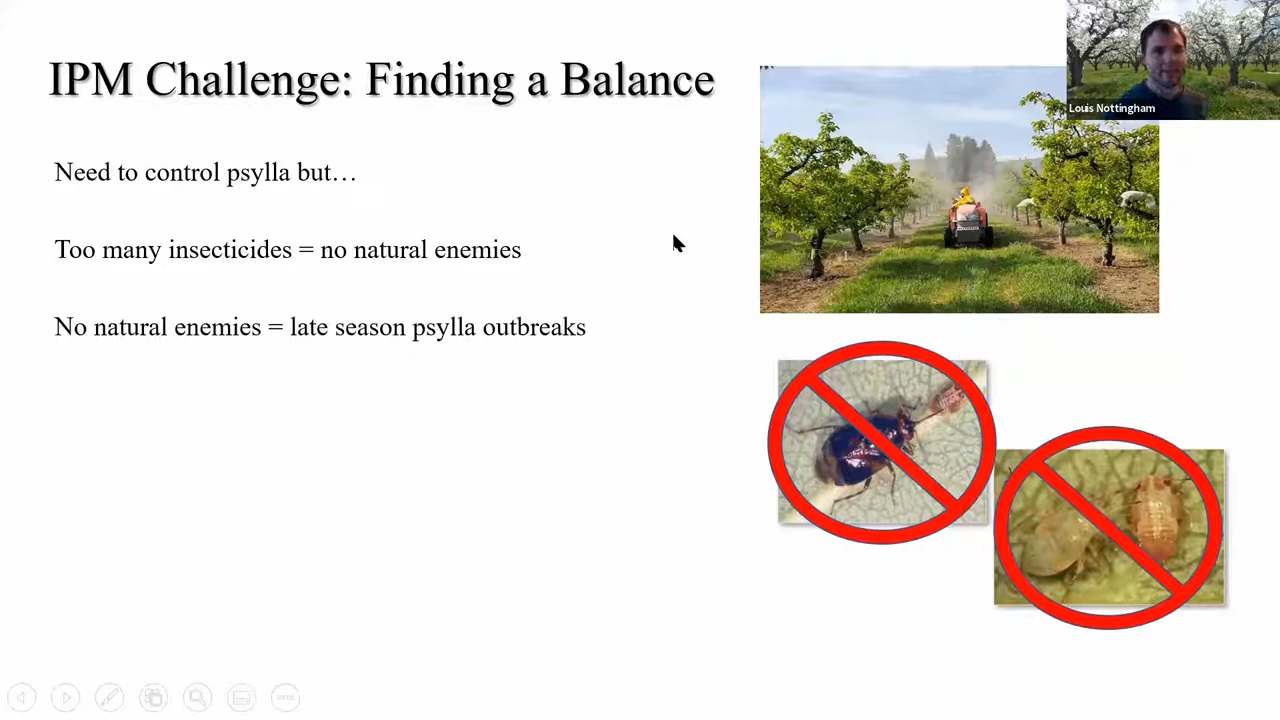 IPM Challenge: Finding a Balance
Louis Nottingham
Need to control psylla but…
Too many insecticides = no natural enemies
No natural enemies = late season psylla outbreaks